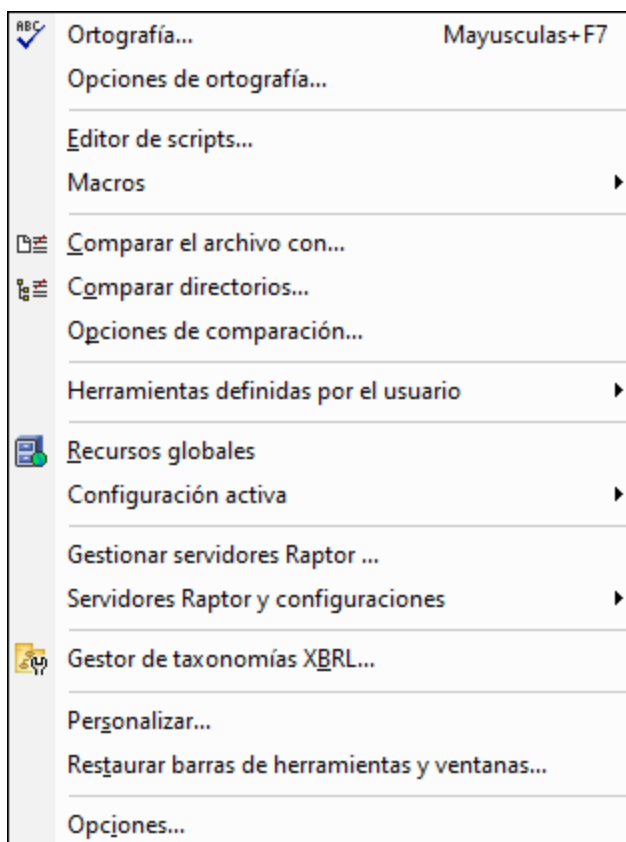 ABC
Ortografía... Mayusculas+F7
Opciones de ortografía...
Editor de scripts...
Macros
Comparar el archivo con...
Comparar directorios...
Opciones de comparación...
Herramientas definidas por el usuario
Recursos globales
Configuración activa
Gestionar servidores Raptor ...
Servidores Raptor y configuraciones
Gestor de taxonomías XBRL...
Personalizar...
Restaurar barras de herramientas y ventanas...
Opciones...